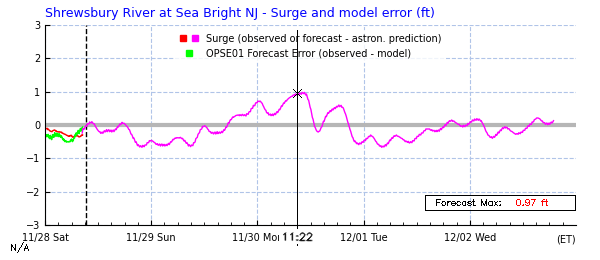 Shrewsbury River at Sea Bright NJ - Surge and model error (ft)
Surge (observed or forecast - astron. prediction)
OPSE01 Forecast Error (observed - model)
3
2
1
0
−1
−2
−3
Forecast Max: 0.97 ft
11/28 Sat 11/29 Sun 11/30 Mon 11:22 12/01 Tue 12/02 Wed (ET)
N/A